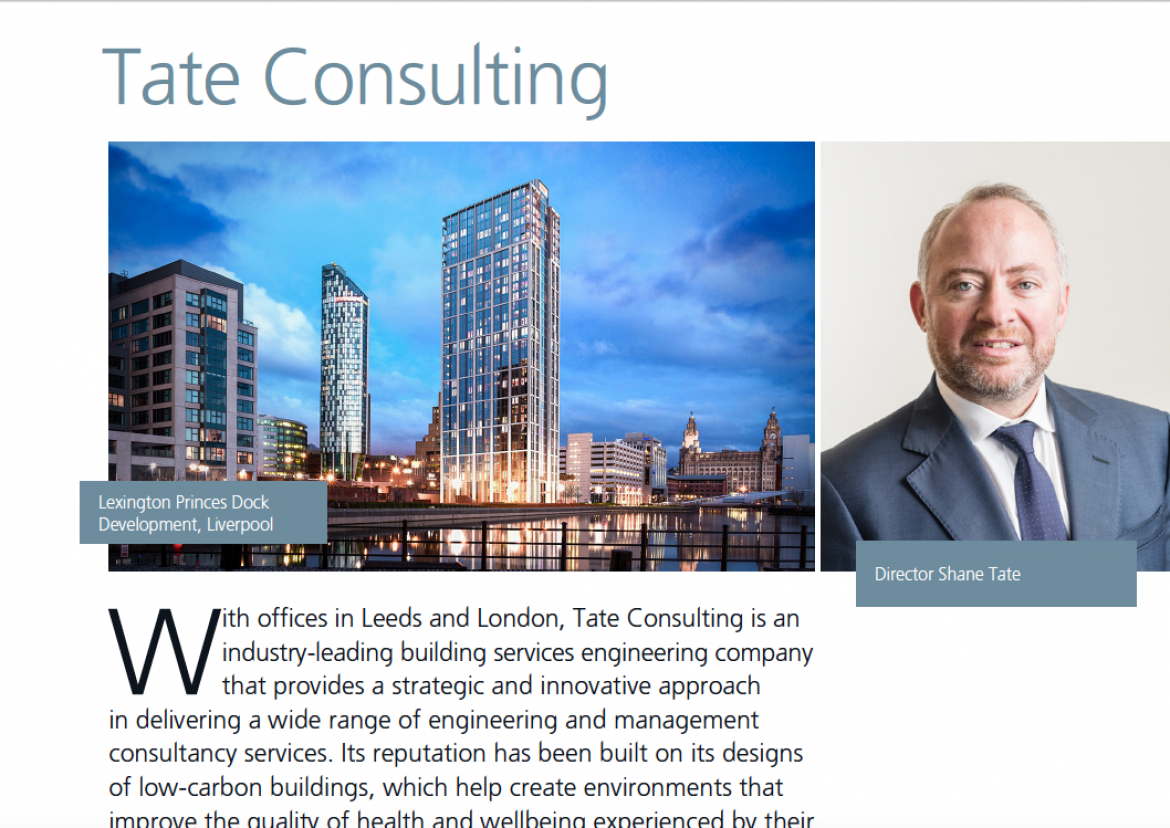 Tate Consulting
Lexington Princes Dock
Development, Liverpool
Director Shane Tate
With offices in Leeds and London, Tate Consulting is an
industry-leading building services engineering company
that provides a strategic and innovative approach
in delivering a wide range of engineering and management
consultancy services. Its reputation has been built on its designs
of low-carbon buildings, which help create environments that
improve the quality of health and wellbeing experienced by their